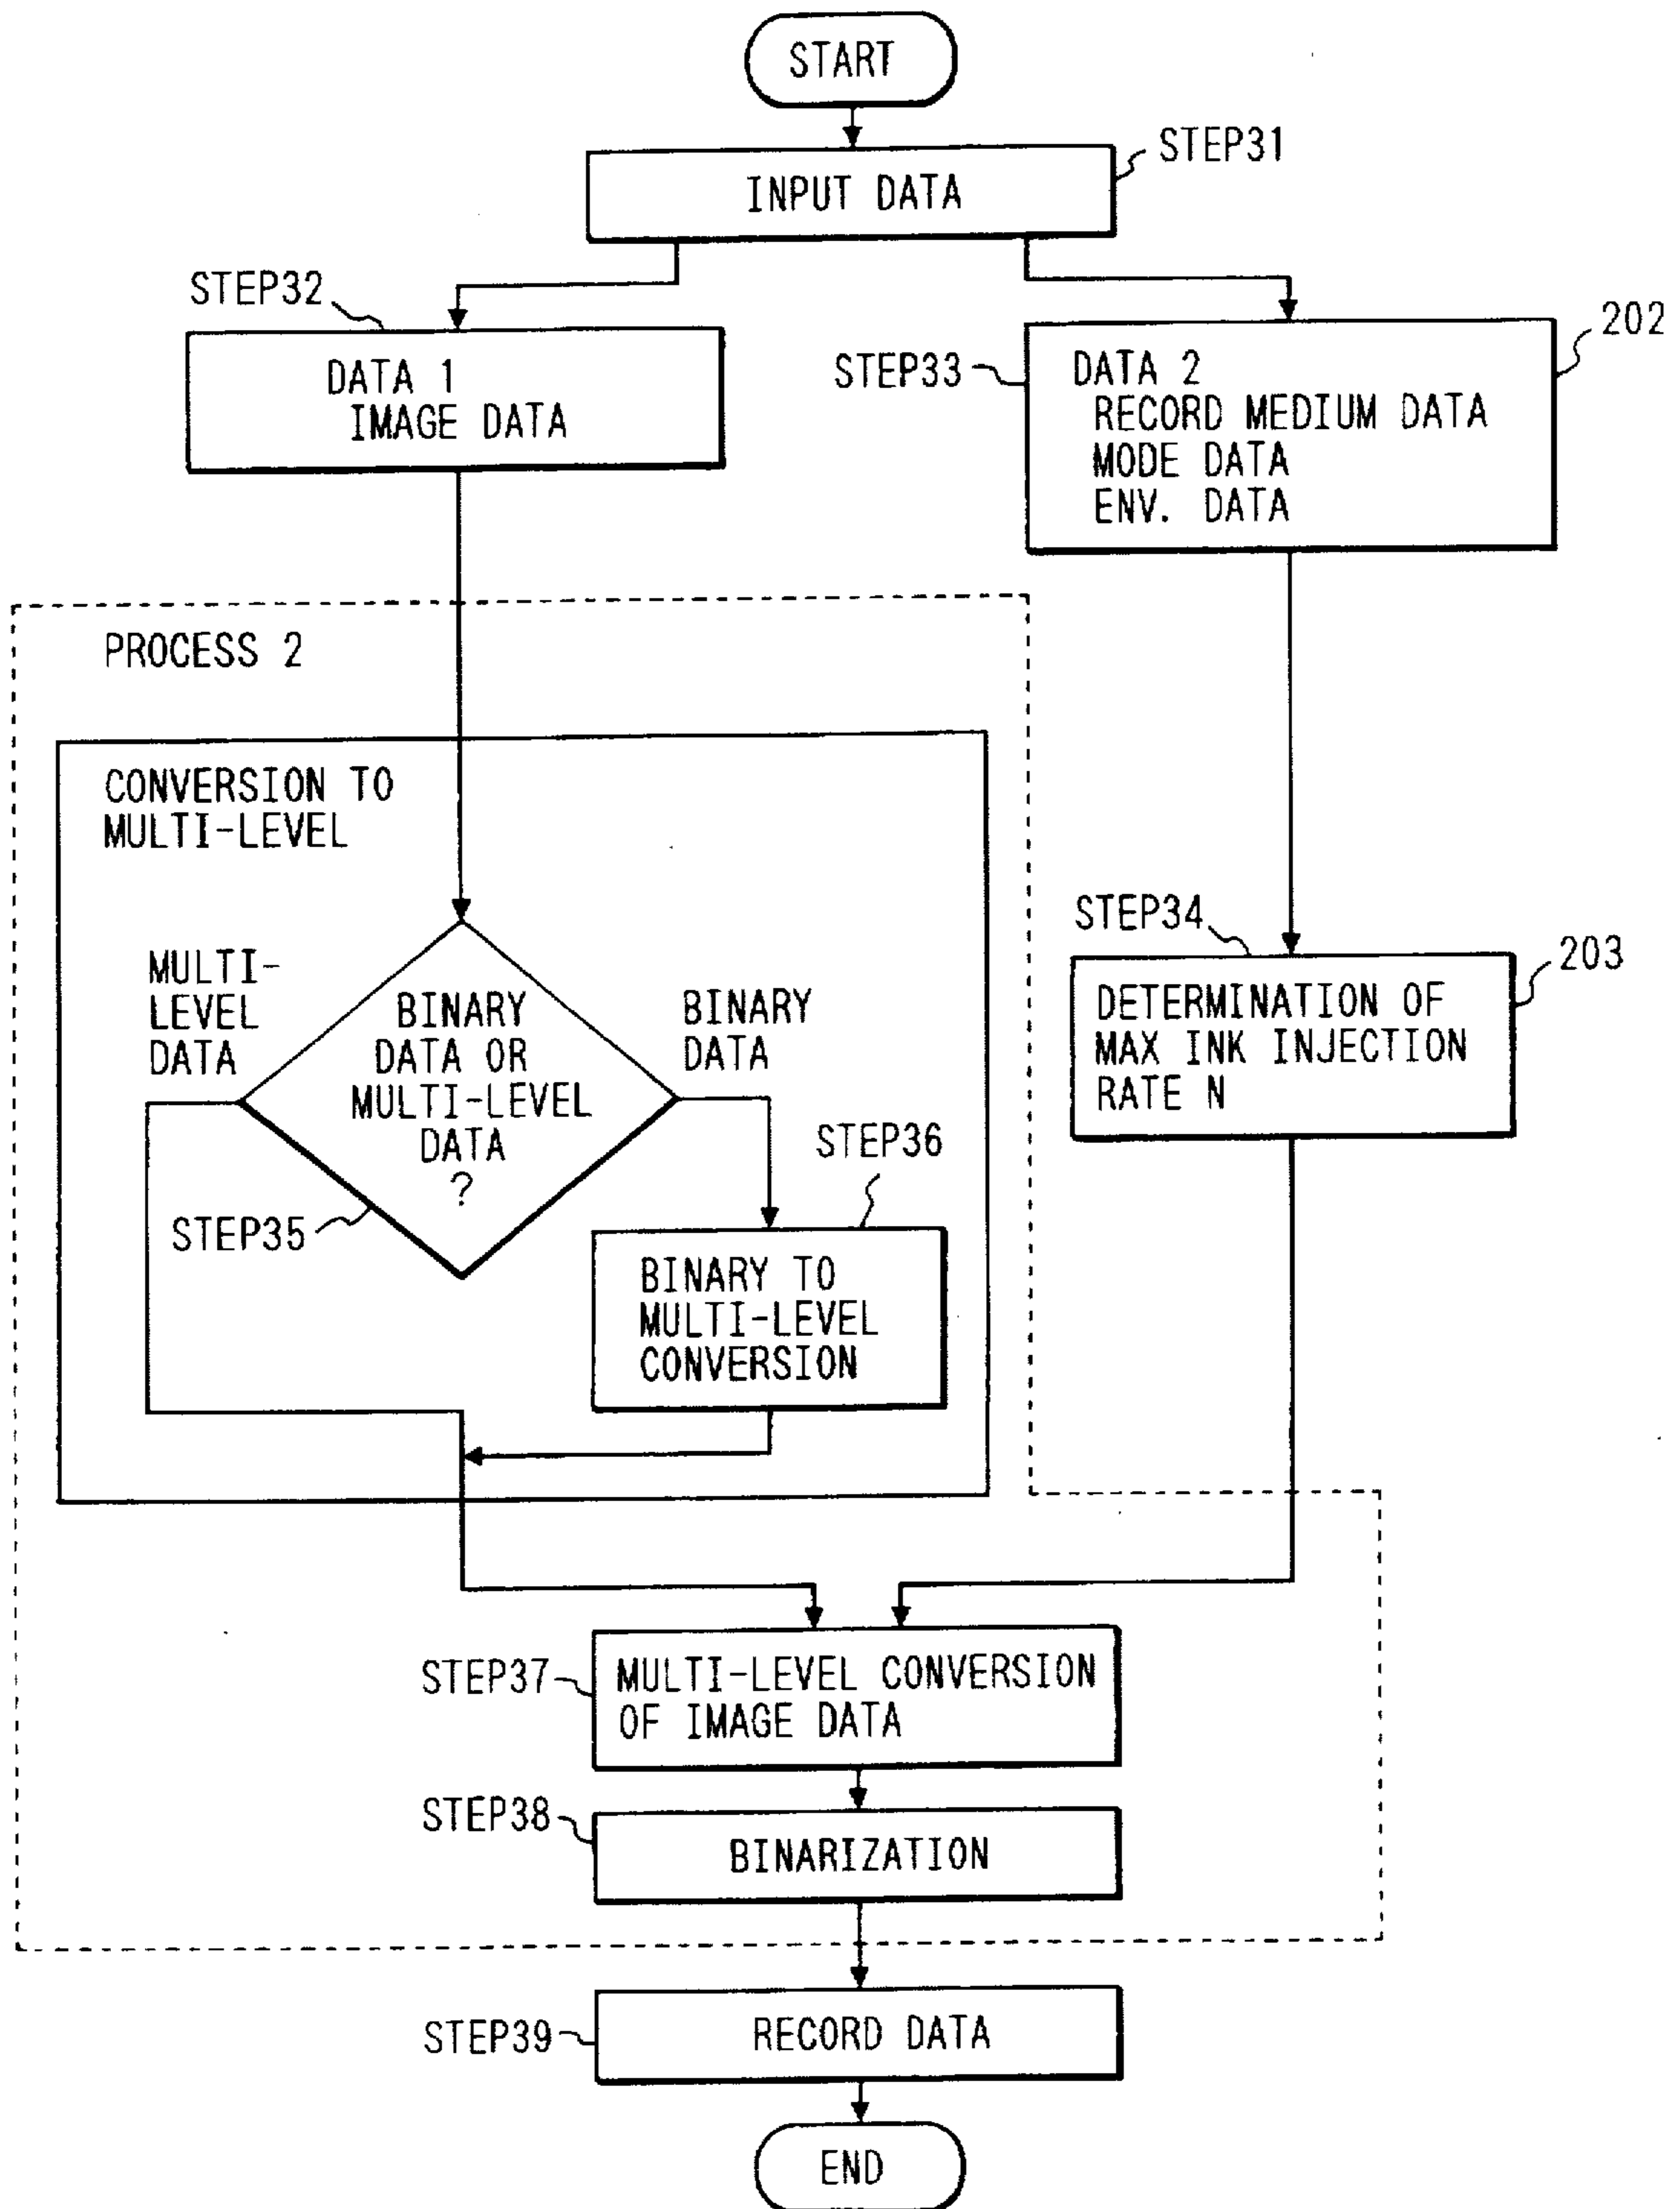 START
STEP31
INPUT DATA
STEP32
DATA 1
IMAGE DATA
202
STEP33
DATA 2
RECORD MEDIUM DATA
MODE DATA
ENV. DATA
PROCESS 2
CONVERSION TO
MULTI-LEVEL
MULTI-
LEVEL
DATA
BINARY
DATA OR
MULTI-LEVEL
DATA
?
BINARY
DATA
STEP35
STEP36
BINARY TO
MULTI-LEVEL
CONVERSION
STEP34
203
DETERMINATION OF
MAX INK INJECTION
RATE N
STEP37
MULTI-LEVEL CONVERSION
OF IMAGE DATA
STEP38
BINARIZATION
STEP39
RECORD DATA
END